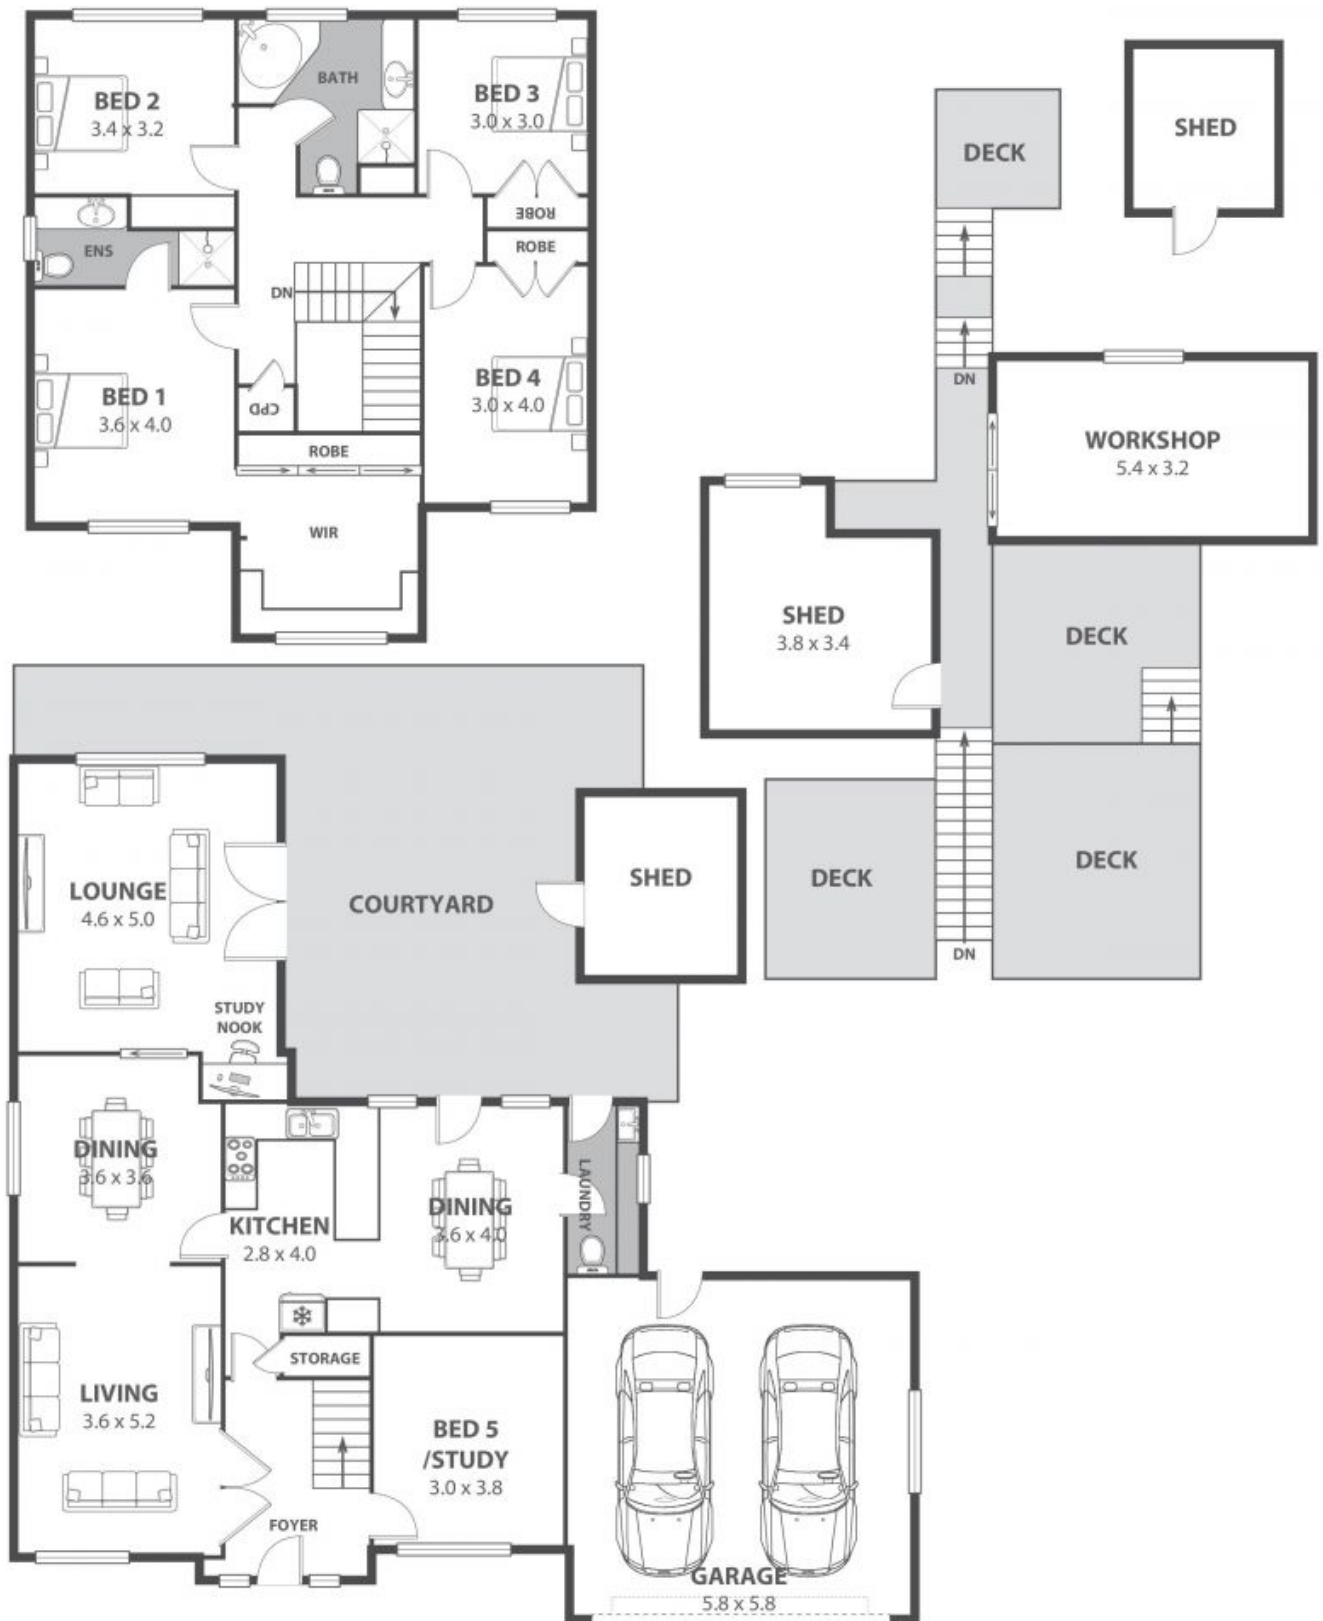 BED 2
3.4 x 3.2
BATH
BED 3
3.0 x 3.0
ROBE
ROBE
ENS
DN
BED 1
3.6 x 4.0
CPD
BED 4
3.0 x 4.0
ROBE
WIR
DECK
SHED
DN
WORKSHOP
5.4 x 3.2
SHED
3.8 x 3.4
DECK
DECK
DECK
DN
LOUNGE
4.6 x 5.0
STUDY
NOOK
COURTYARD
SHED
DINING
3.6 x 3.6
KITCHEN
2.8 x 4.0
DINING
3.6 x 4.0
LAUNDRY
STORAGE
LIVING
3.6 x 5.2
BED 5
/STUDY
3.0 x 3.8
FOYER
GARAGE
5.8 x 5.8